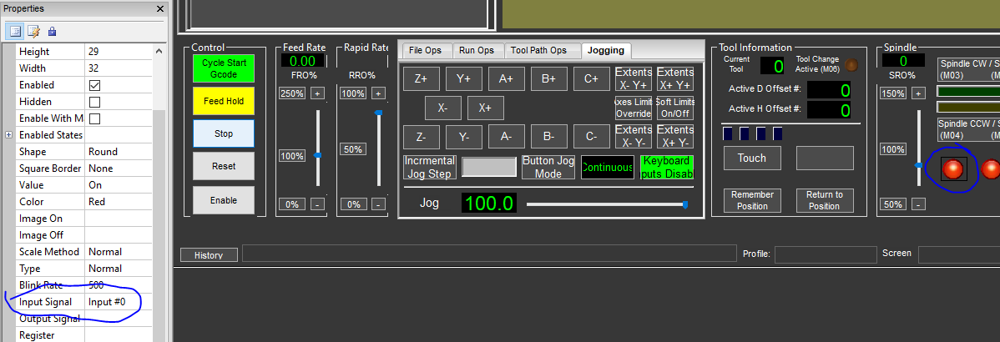 Properties
Height 29
Width 32
Enabled
Hidden
Enable With M
Enabled States
Shape Round
Square Border None
Value On
Color Red
Image On
Image Off
Scale Method Normal
Type Normal
Blink Rate 500
Input Signal Input #0
Output Signal
Register
Control
Cycle Start
Gcode
Feed Hold
Stop
Reset
Enable
Feed Rate
0.00
FRO%
250% +
100%
0% -
Rapid Rate
RRO%
100% +
50%
0% -
File Ops Run Ops Tool Path Ops Jogging
Z+ Y+ A+ B+ C+ Extents
X- Y+ Extents
X+ Y+
X- X+ xes Limit
Override Soft Limits
On/Off
Z- Y- A- B- C- Extents
X- Y- Extents
X+ Y-
Incrmental
Jog Step
Button Jog
Mode
Continuous
Keyboard
puts Disab
Jog 100.0
Tool Information
Current
Tool 0
Tool Change
Active (M06)
Active D Offset #: 0
Active H Offset #: 0
Touch
Remember
Position
Return to
Position
Spindle
0
SRO%
150% +
100%
50% -
Spindle CW / S
(M03) (M
Spindle CCW / S
(M04) (M
History
Profile:
Screen